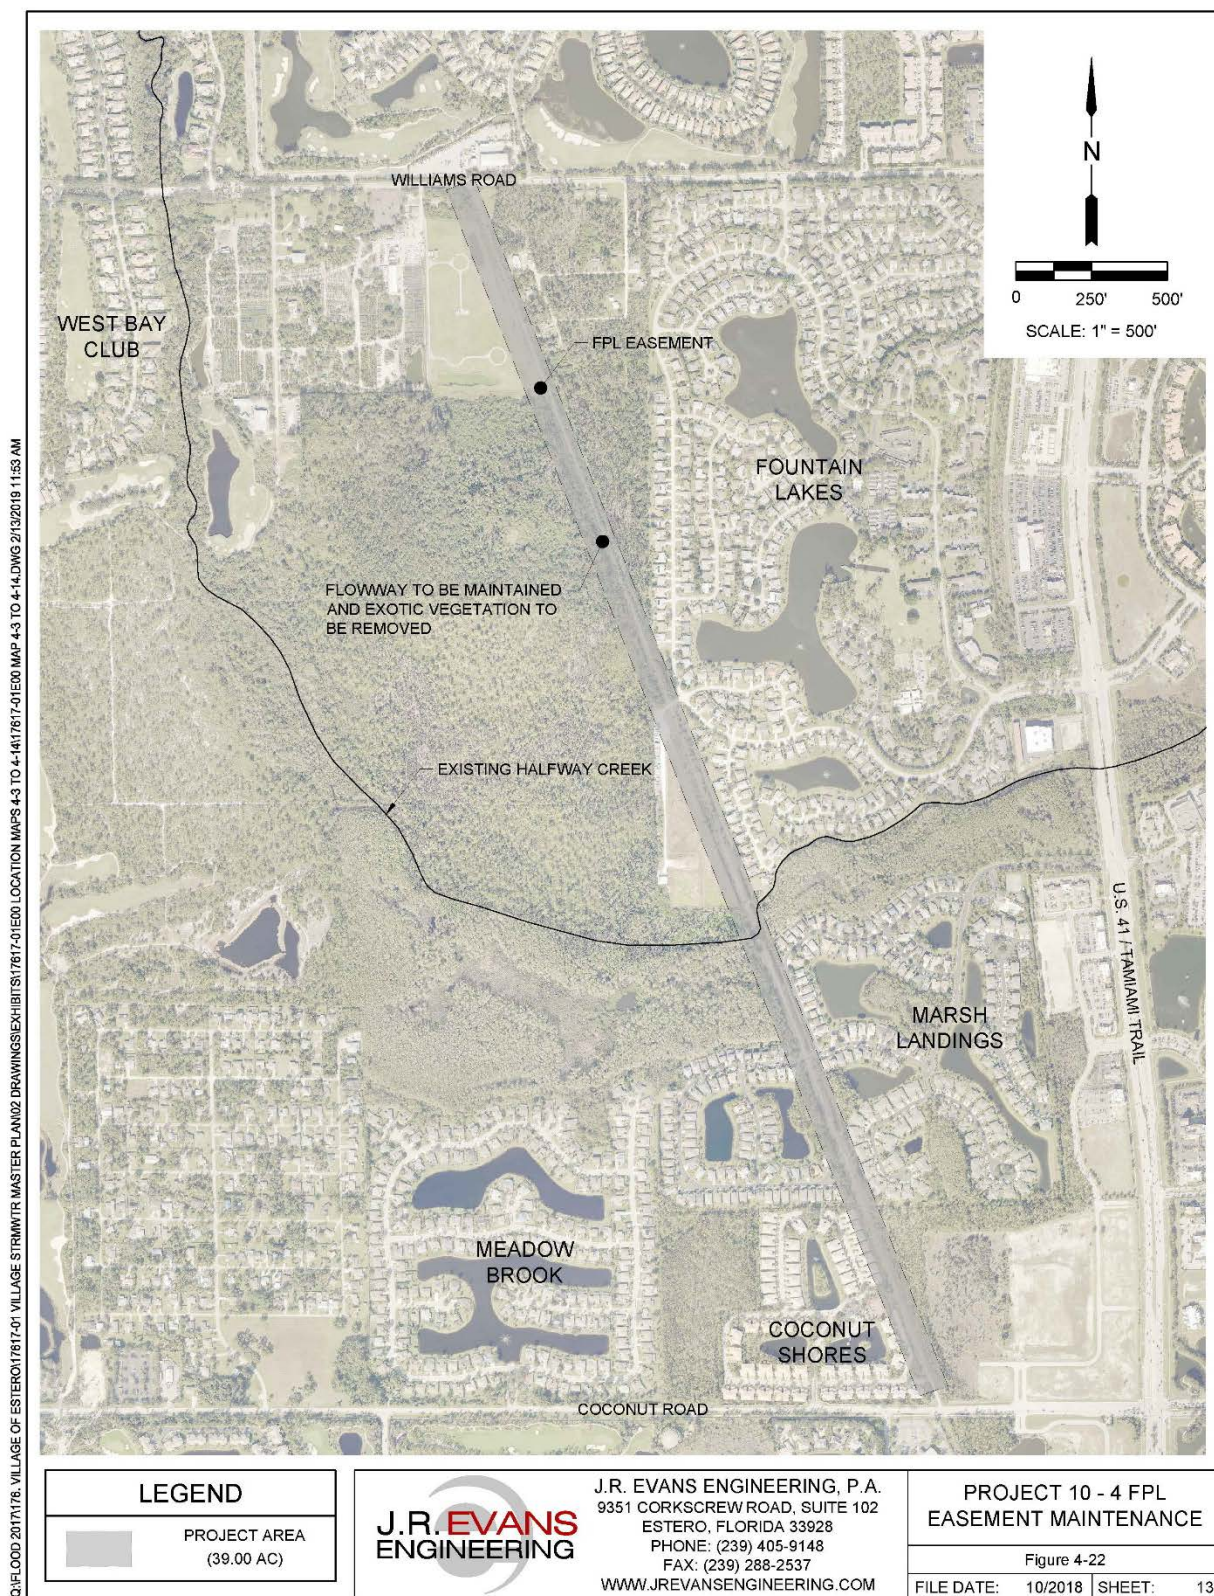 WILLIAMS ROAD
N
0 250' 500'
SCALE: 1" = 500'
WEST BAY
CLUB
FPL EASEMENT
FOUNTAIN
LAKES
FLOWWAY TO BE MAINTAINED
AND EXOTIC VEGETATION TO
BE REMOVED
EXISTING HALFWAY CREEK
U.S. 41 / TAMIAMI TRAIL
MARSH
LANDINGS
MEADOW
BROOK
COCONUT
SHORES
COCONUT ROAD
Q:\FLOOD 2017\176. VILLAGE OF ESTERO\17617-01 VILLAGE STRMWTR MASTER PLAN\02 DRAWINGS\EXHIBITS\17617-01E00 LOCATION MAPS 4-3 TO 4-14\17617-01E00 MAP 4-3 TO 4-14.DWG 2/13/2019 11:53 AM
LEGEND
PROJECT AREA
(39.00 AC)
J.R. EVANS
ENGINEERING
J.R. EVANS ENGINEERING, P.A.
9351 CORKSCREW ROAD, SUITE 102
ESTERO, FLORIDA 33928
PHONE: (239) 405-9148
FAX: (239) 288-2537
WWW.JREVANSENGINEERING.COM
PROJECT 10 - 4 FPL
EASEMENT MAINTENANCE
Figure 4-22
FILE DATE: 10/2018 SHEET: 13